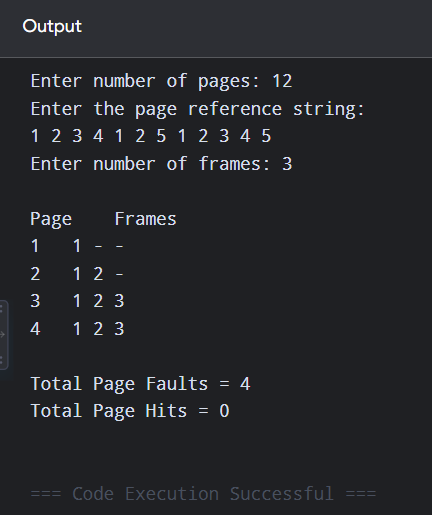 Output
Enter number of pages: 12
Enter the page reference string:
1 2 3 4 1 2 5 1 2 3 4 5
Enter number of frames: 3
Page    Frames
1   1 - -
2   1 2 -
3   1 2 3
4   1 2 3
Total Page Faults = 4
Total Page Hits = 0
=== Code Execution Successful ===